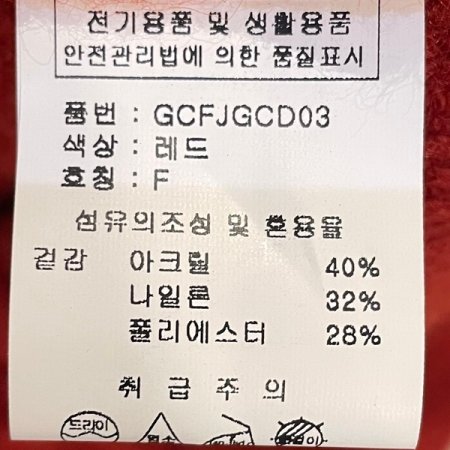 전기용품 및 생활용품
안전관리법에 의한 품질표시
품번 : GCFJGCD03
색상 : 레드
호칭 : F
섬유의조성 및 혼용율
겉감 아크릴 40%
나일론 32%
폴리에스터 28%
취급주의
드라이